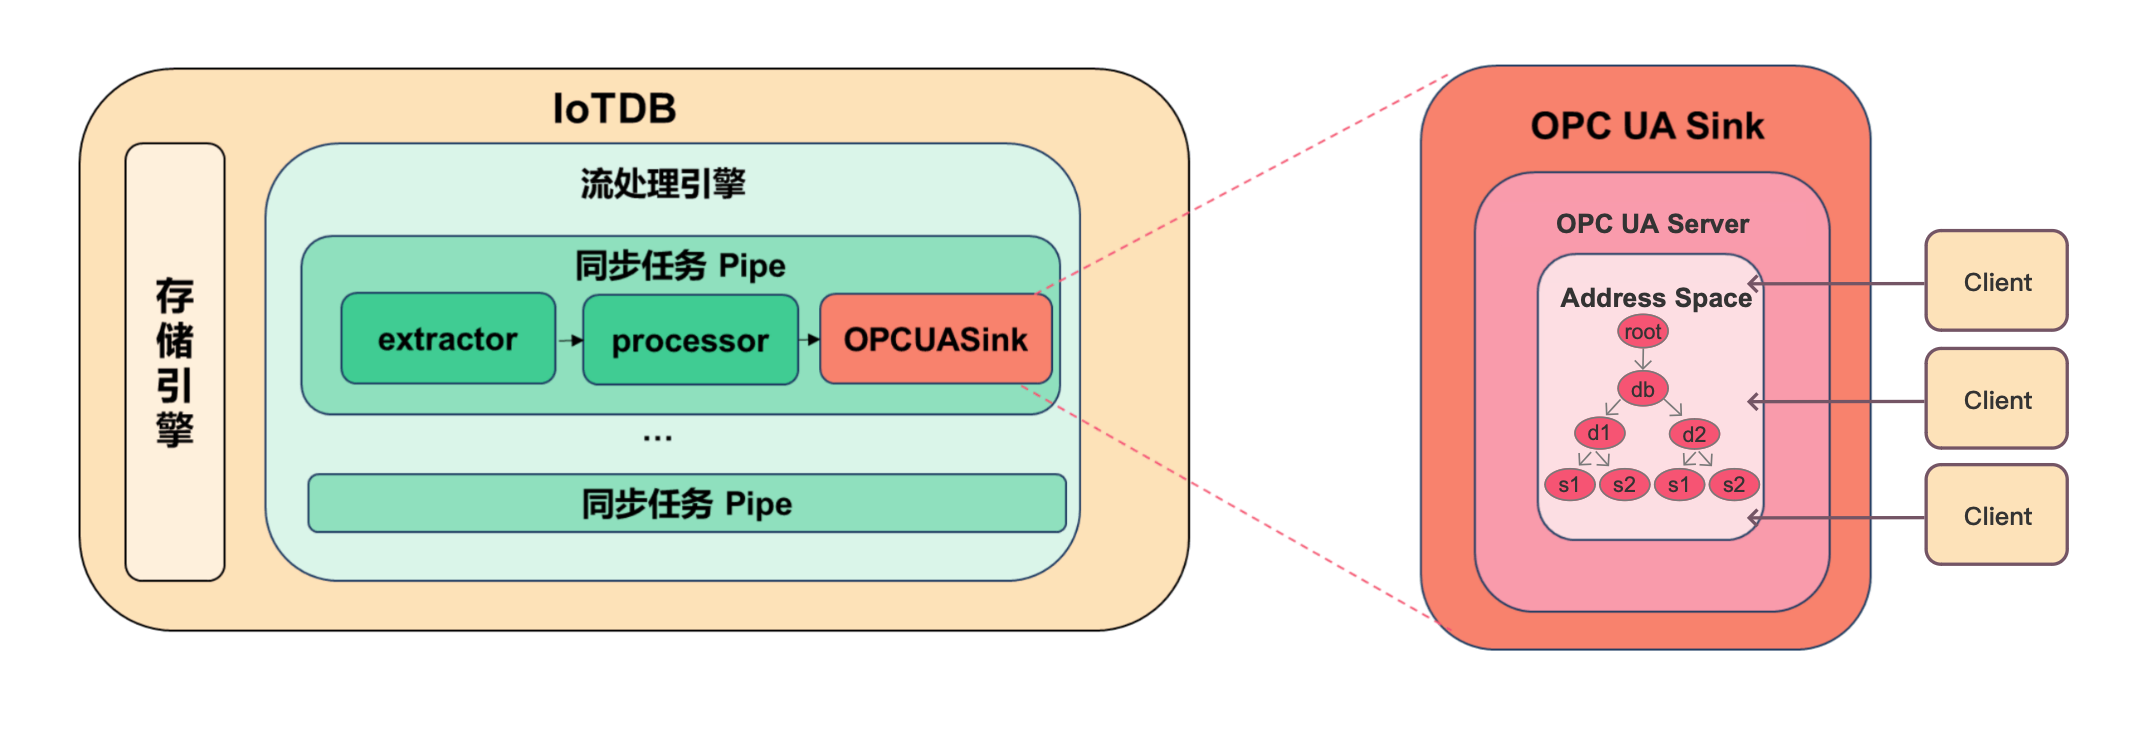 IoTDB
存
储
引
擎
流处理引擎
同步任务 Pipe
extractor
processor
OPCUASink
...
同步任务 Pipe
OPC UA Sink
OPC UA Server
Address Space
root
db
d1
d2
s1
s2
s1
s2
Client
Client
Client